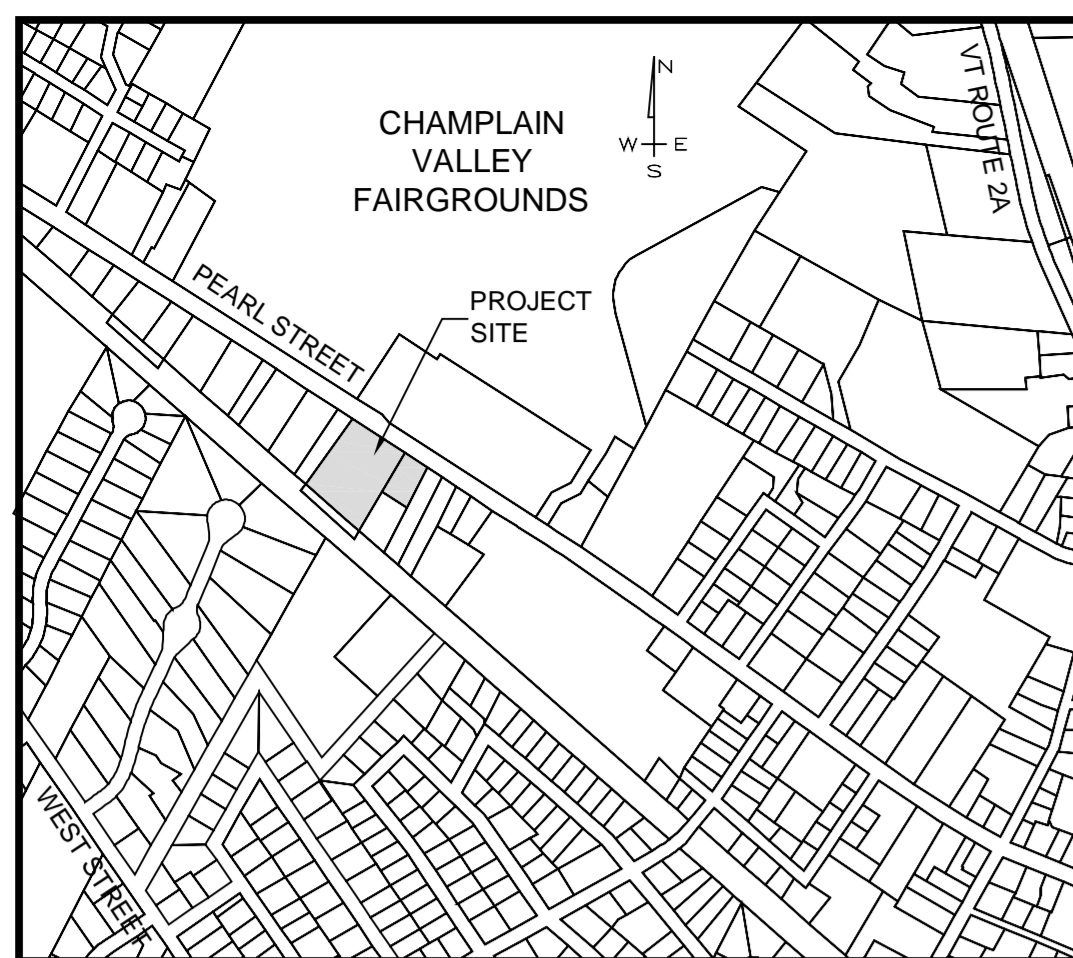 CHAMPLAIN
VALLEY
FAIRGROUNDS
N
W E
S
VT ROUTE 2A
PEARL STREET
PROJECT
SITE
WEST STREET